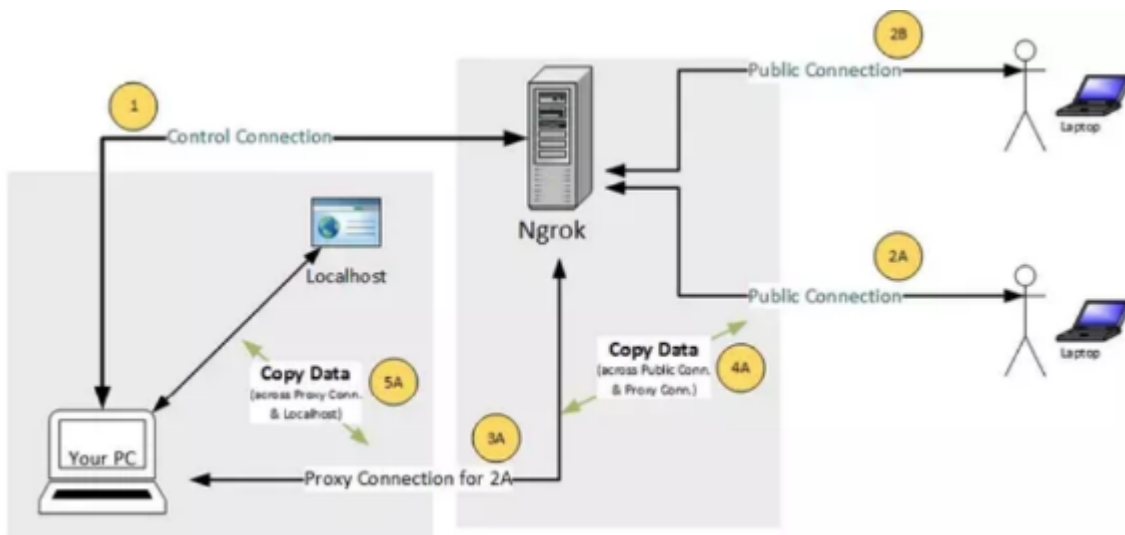 2B
Public Connection
Laptop
1
Control Connection
Ngrok
Localhost
2A
Public Connection
Laptop
Copy Data
(across Public Conn.
& Proxy Conn.)
4A
Copy Data
(across Proxy Conn.
& Localhost)
5A
3A
Your PC
Proxy Connection for 2A